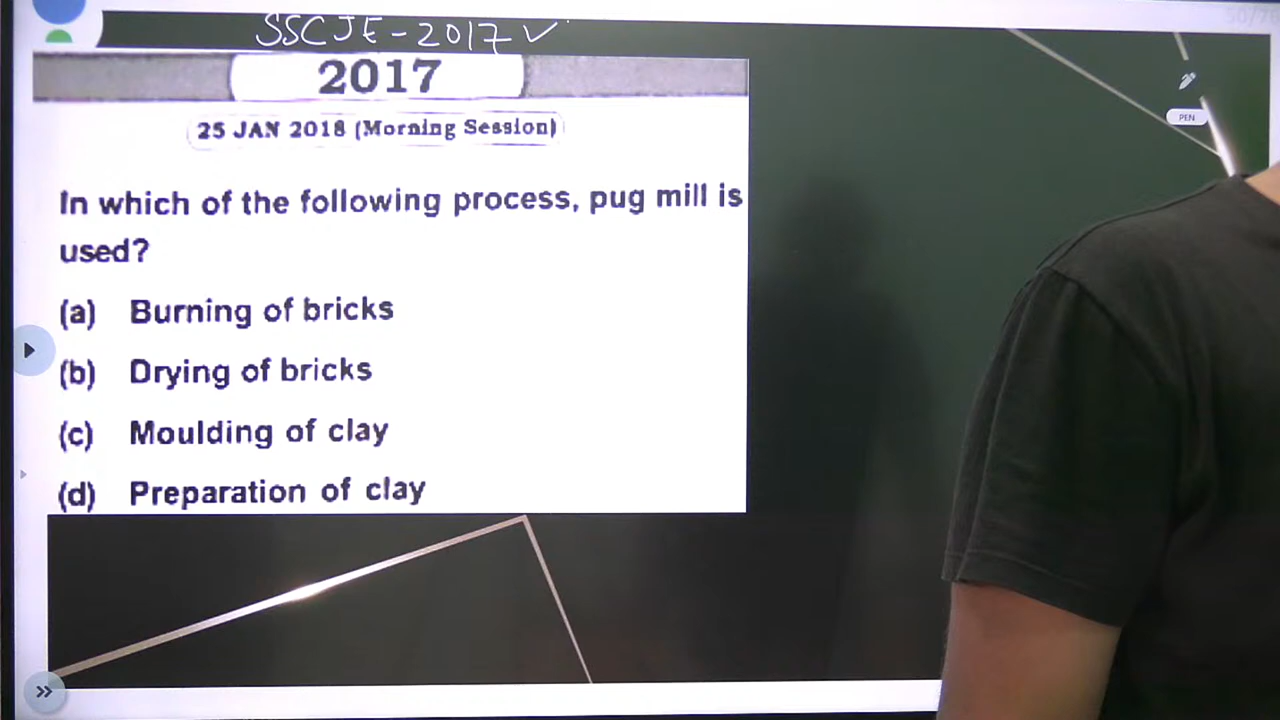 SSCJE-2017
2017
25 JAN 2018 (Morning Session)
In which of the following process, pug mill is
used?
(a) Burning of bricks
(b) Drying of bricks
(c) Moulding of clay
(d) Preparation of clay
PEN